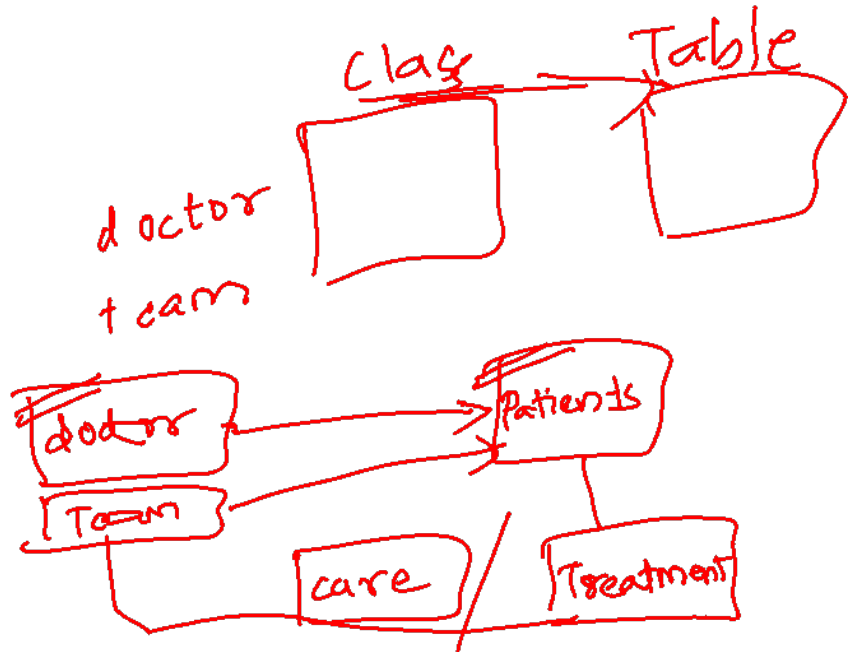 Class Table
doctor
team
doctor Patients
Team
care Treatment